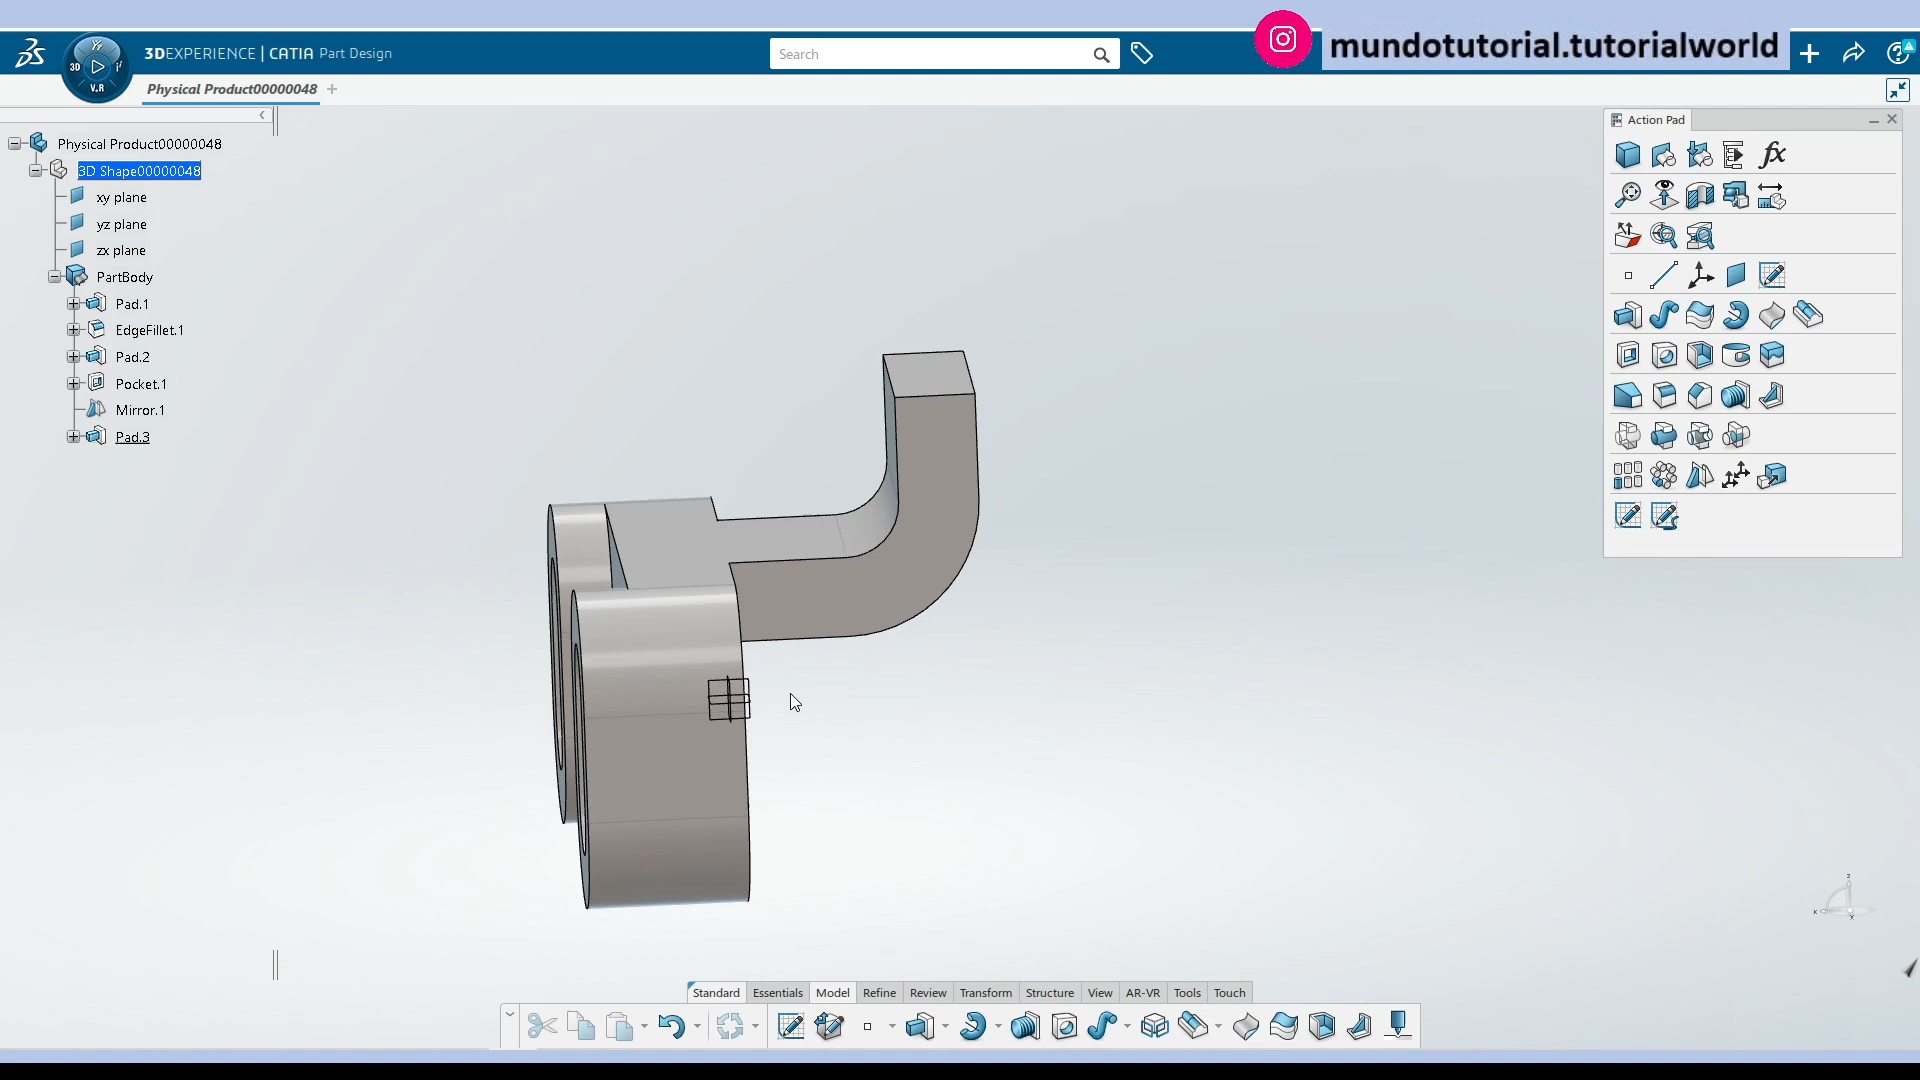 mundotutorial.tutorialworld
3DEXPERIENCE | CATIA Part Design
Search
3D
V.R
Physical Product00000048
Action Pad
Physical Product00000048
3D Shape00000048
xy plane
yz plane
zx plane
PartBody
Pad.1
EdgeFillet.1
Pad.2
Pocket.1
Mirror.1
Pad.3
fx
z
x
y
Standard Essentials Model Refine Review Transform Structure View AR-VR Tools Touch